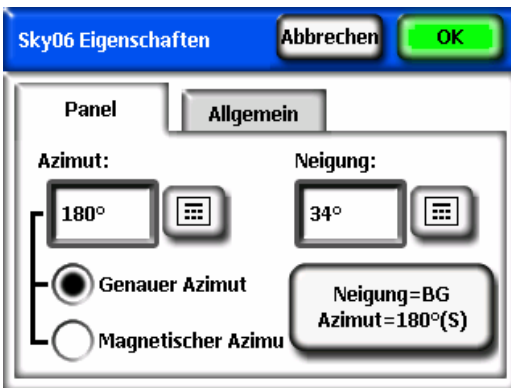 Sky06 Eigenschaften Abbrechen OK
Panel Allgemein
Azimut: Neigung:
180° 34°
Genauer Azimut
Magnetischer Azimu
Neigung=BG
Azimut=180°(S)